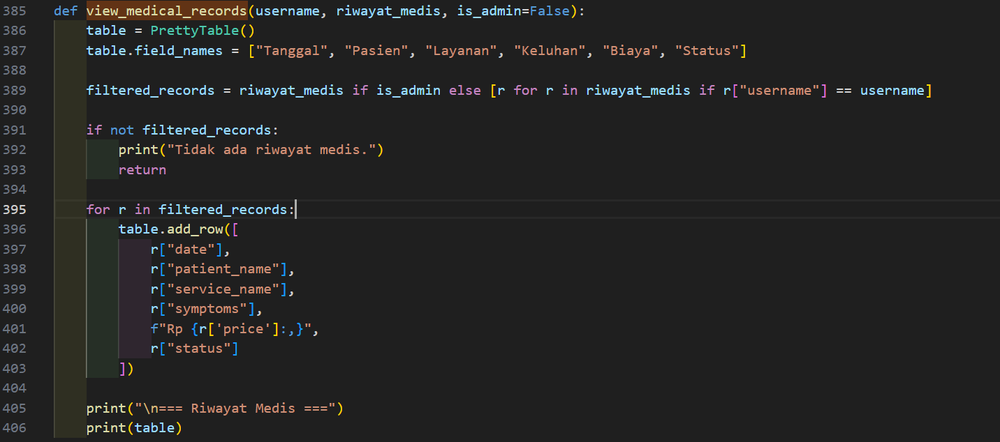 385 def view_medical_records(username, riwayat_medis, is_admin=False):
386     table = PrettyTable()
387     table.field_names = ["Tanggal", "Pasien", "Layanan", "Keluhan", "Biaya", "Status"]
388
389     filtered_records = riwayat_medis if is_admin else [r for r in riwayat_medis if r["username"] == username]
390
391     if not filtered_records:
392         print("Tidak ada riwayat medis.")
393         return
394
395     for r in filtered_records:
396         table.add_row([
397             r["date"],
398             r["patient_name"],
399             r["service_name"],
400             r["symptoms"],
401             f"Rp {r['price']:,}",
402             r["status"]
403         ])
404
405     print("\n=== Riwayat Medis ===")
406     print(table)